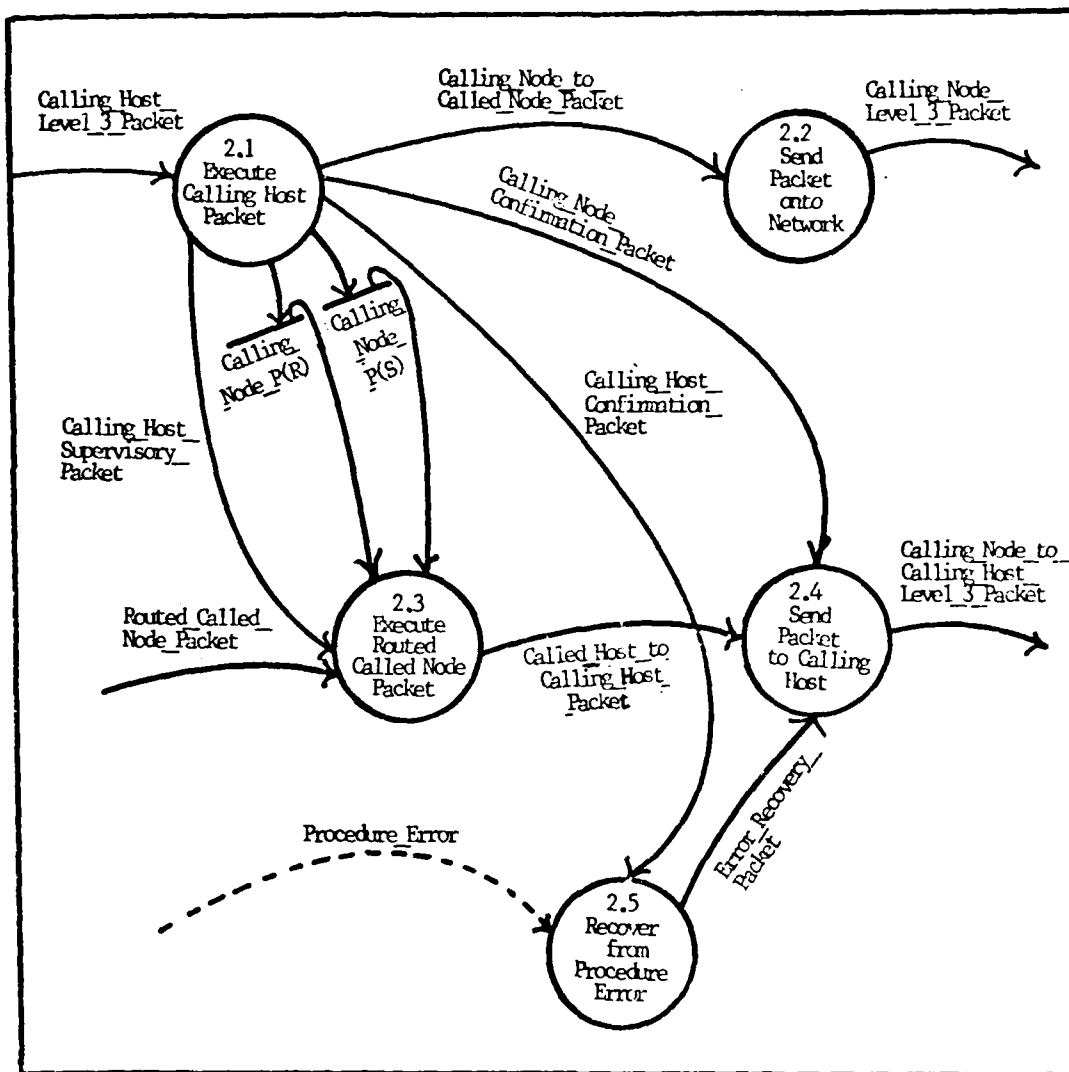 Calling_Host_
Level_3_Packet
Calling_Node_to_
Called_Node_Packet
Calling_Node_
Level_3_Packet
2.1
Execute
Calling Host
Packet
2.2
Send
Packet
onto
Network
Calling_Node_
Confirmation_Packet
Calling_
Node_P(R)
Calling_
Node_
P(S)
Calling_Host_
Confirmation_
Packet
Calling_Host_
Supervisory_
Packet
Routed_Called_
Node_Packet
2.3
Execute
Routed
Called Node
Packet
Called_Host_to_
Calling_Host_
Packet
2.4
Send
Packet
to Calling
Host
Calling_Node_to_
Calling_Host_
Level_3_Packet
Procedure_Error
Error_Recovery_
Packet
2.5
Recover
from
Procedure
Error